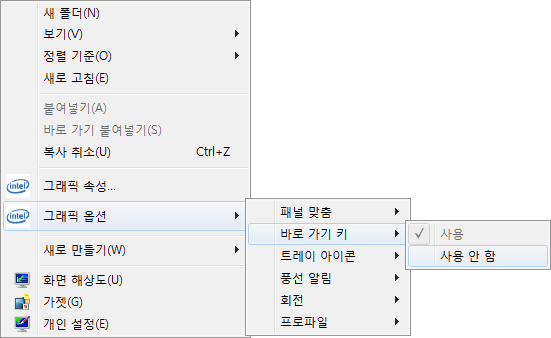 새 폴더(N)
보기(V)
정렬 기준(O)
새로 고침(E)
붙여넣기(A)
바로 가기 붙여넣기(S)
복사 취소(U) Ctrl+Z
intel 그래픽 속성...
intel 그래픽 옵션
새로 만들기(W)
화면 해상도(U)
가젯(G)
개인 설정(E)
패널 맞춤
바로 가기 키
트레이 아이콘
풍선 알림
회전
프로파일
사용
사용 안 함